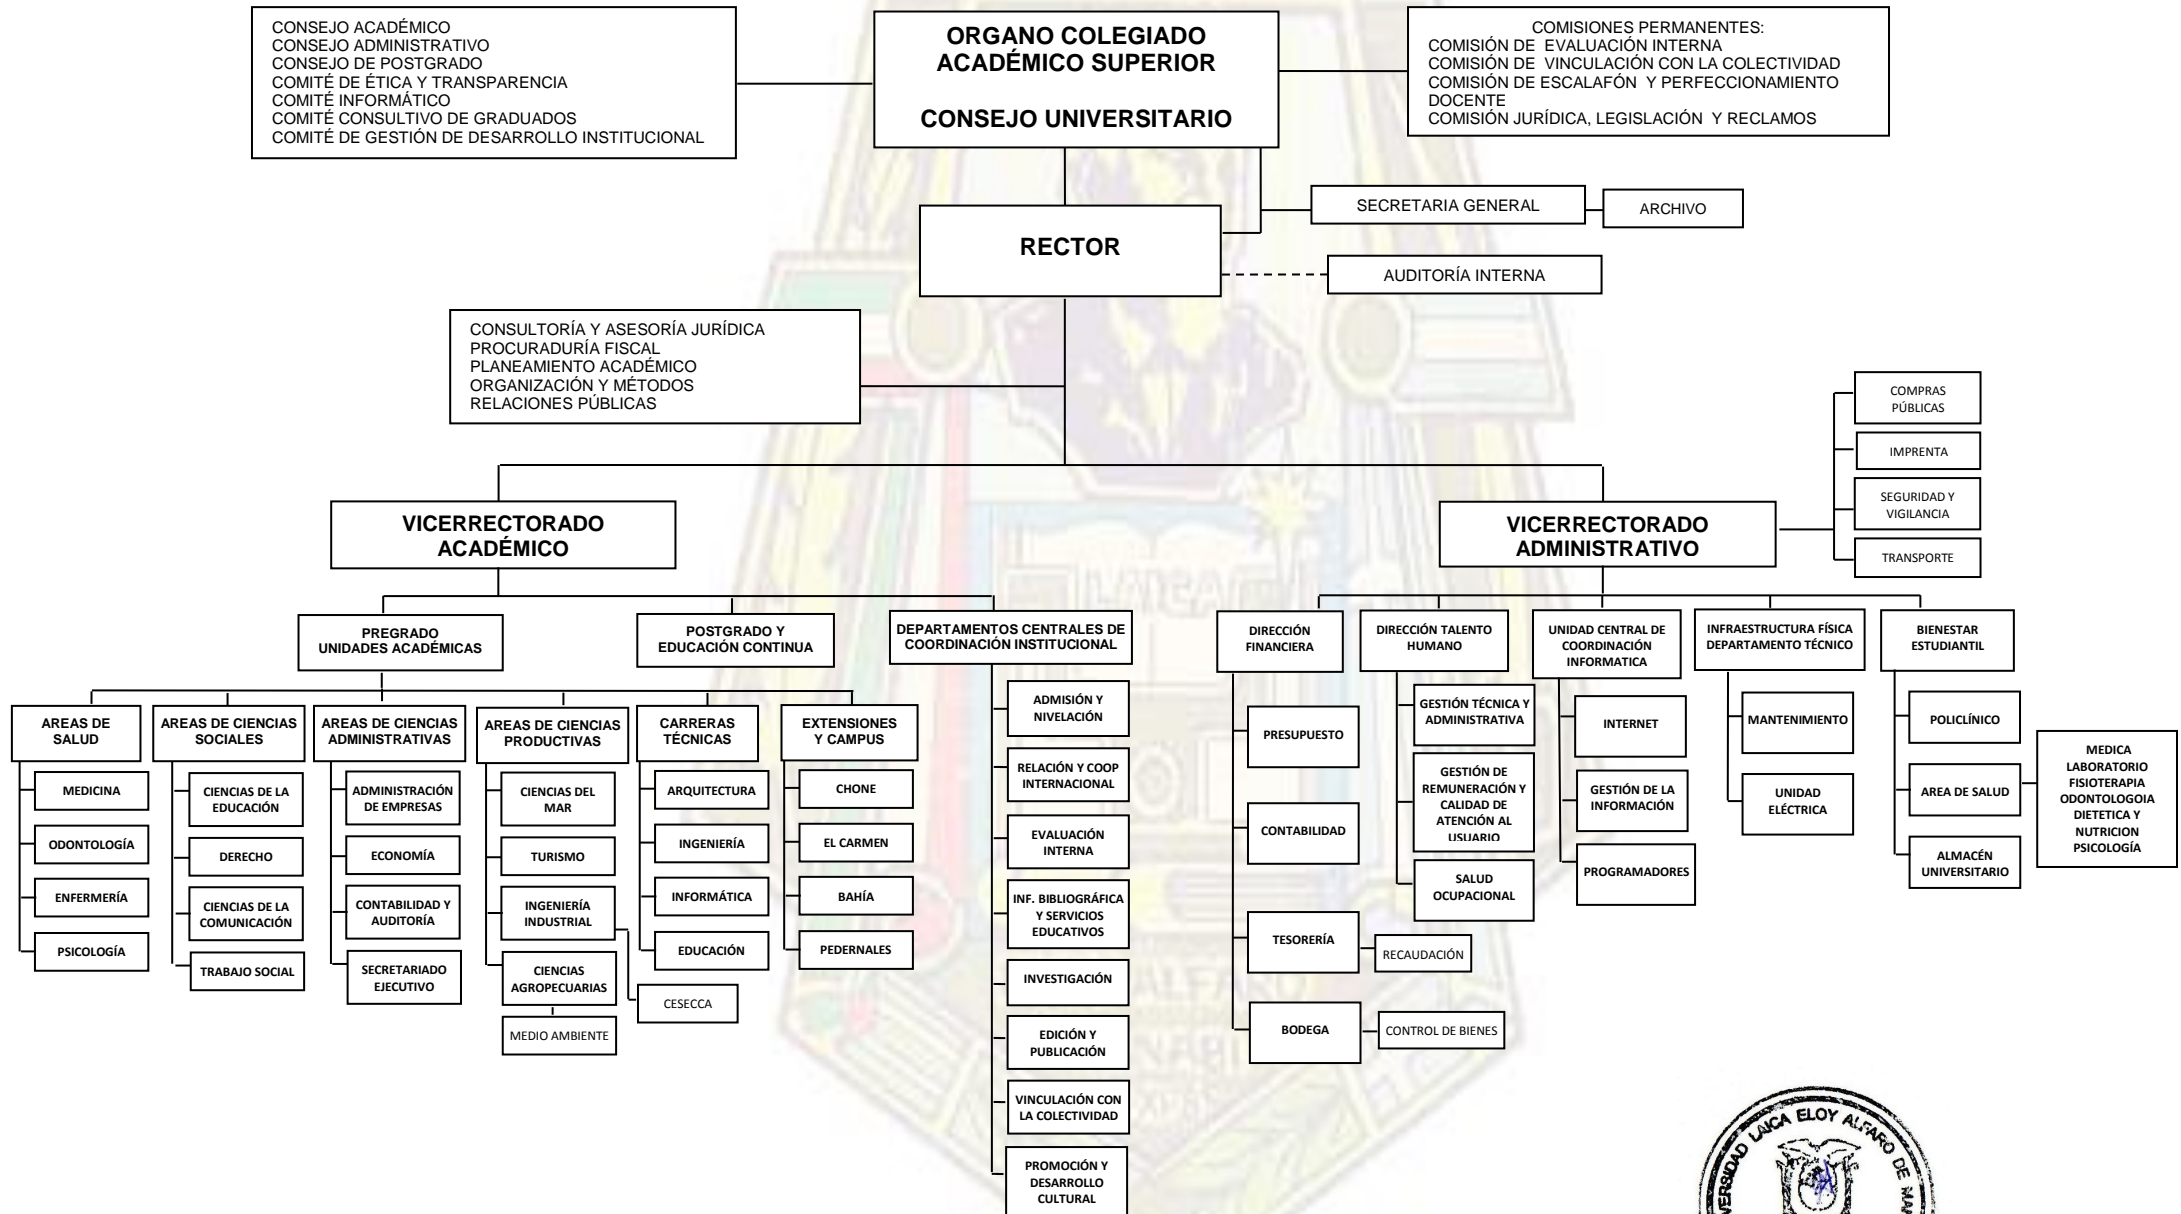 CONSEJO ACADÉMICO
CONSEJO ADMINISTRATIVO
CONSEJO DE POSTGRADO
COMITÉ DE ÉTICA Y TRANSPARENCIA
COMITÉ INFORMÁTICO
COMITÉ CONSULTIVO DE GRADUADOS
COMITÉ DE GESTIÓN DE DESARROLLO INSTITUCIONAL
ORGANO COLEGIADO
ACADÉMICO SUPERIOR
CONSEJO UNIVERSITARIO
COMISIONES PERMANENTES:
COMISIÓN DE EVALUACIÓN INTERNA
COMISIÓN DE VINCULACIÓN CON LA COLECTIVIDAD
COMISIÓN DE ESCALAFÓN Y PERFECCIONAMIENTO
DOCENTE
COMISIÓN JURÍDICA, LEGISLACIÓN Y RECLAMOS
SECRETARIA GENERAL
ARCHIVO
RECTOR
AUDITORÍA INTERNA
CONSULTORÍA Y ASESORÍA JURÍDICA
PROCURADURÍA FISCAL
PLANEAMIENTO ACADÉMICO
ORGANIZACIÓN Y MÉTODOS
RELACIONES PÚBLICAS
COMPRAS
PÚBLICAS
IMPRENTA
SEGURIDAD Y
VIGILANCIA
TRANSPORTE
VICERRECTORADO
ACADÉMICO
VICERRECTORADO
ADMINISTRATIVO
PREGRADO
UNIDADES ACADÉMICAS
POSTGRADO Y
EDUCACIÓN CONTINUA
DEPARTAMENTOS CENTRALES DE
COORDINACIÓN INSTITUCIONAL
DIRECCIÓN
FINANCIERA
DIRECCIÓN TALENTO
HUMANO
UNIDAD CENTRAL DE
COORDINACIÓN
INFORMATICA
INFRAESTRUCTURA FÍSICA
DEPARTAMENTO TÉCNICO
BIENESTAR
ESTUDIANTIL
AREAS DE
SALUD
MEDICINA
ODONTOLOGÍA
ENFERMERÍA
PSICOLOGÍA
AREAS DE CIENCIAS
SOCIALES
CIENCIAS DE LA
EDUCACIÓN
DERECHO
CIENCIAS DE LA
COMUNICACIÓN
TRABAJO SOCIAL
AREAS DE CIENCIAS
ADMINISTRATIVAS
ADMINISTRACIÓN
DE EMPRESAS
ECONOMÍA
CONTABILIDAD Y
AUDITORÍA
SECRETARIADO
EJECUTIVO
AREAS DE CIENCIAS
PRODUCTIVAS
CIENCIAS DEL
MAR
TURISMO
INGENIERÍA
INDUSTRIAL
CIENCIAS
AGROPECUARIAS
MEDIO AMBIENTE
CESECCA
CARRERAS
TÉCNICAS
ARQUITECTURA
INGENIERÍA
INFORMÁTICA
EDUCACIÓN
EXTENSIONES
Y CAMPUS
CHONE
EL CARMEN
BAHÍA
PEDERNALES
ADMISIÓN Y
NIVELACIÓN
RELACIÓN Y COOP
INTERNACIONAL
EVALUACIÓN
INTERNA
INF. BIBLIOGRÁFICA
Y SERVICIOS
EDUCATIVOS
INVESTIGACIÓN
EDICIÓN Y
PUBLICACIÓN
VINCULACIÓN CON
LA COLECTIVIDAD
PROMOCIÓN Y
DESARROLLO
CULTURAL
PRESUPUESTO
CONTABILIDAD
TESORERÍA
RECAUDACIÓN
BODEGA
CONTROL DE BIENES
GESTIÓN TÉCNICA Y
ADMINISTRATIVA
GESTIÓN DE
REMUNERACIÓN Y
CALIDAD DE
ATENCIÓN AL
USUARIO
SALUD
OCUPACIONAL
INTERNET
GESTIÓN DE LA
INFORMACIÓN
PROGRAMADORES
MANTENIMIENTO
UNIDAD
ELÉCTRICA
POLICLÍNICO
AREA DE SALUD
ALMACÉN
UNIVERSITARIO
MEDICA
LABORATORIO
FISIOTERAPIA
ODONTOLOGOIA
DIETETICA Y
NUTRICION
PSICOLOGÍA
LAICA ELOY ALFARO DE